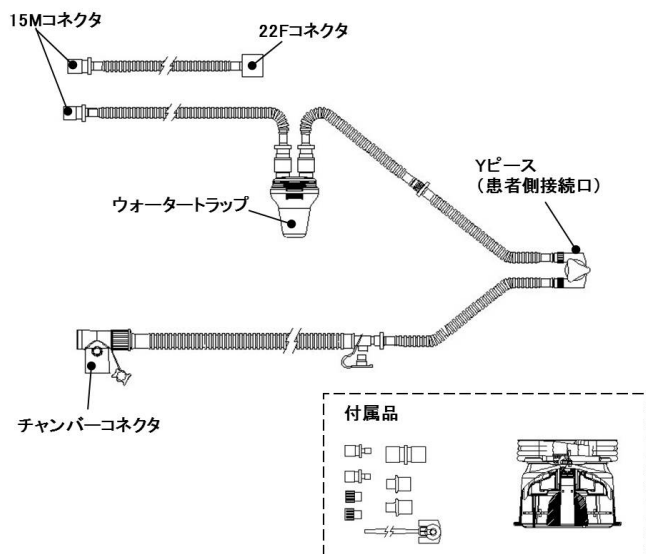 15Mコネクタ
22Fコネクタ
Yピース
(患者側接続口)
ウォータートラップ
チャンバーコネクタ
付属品